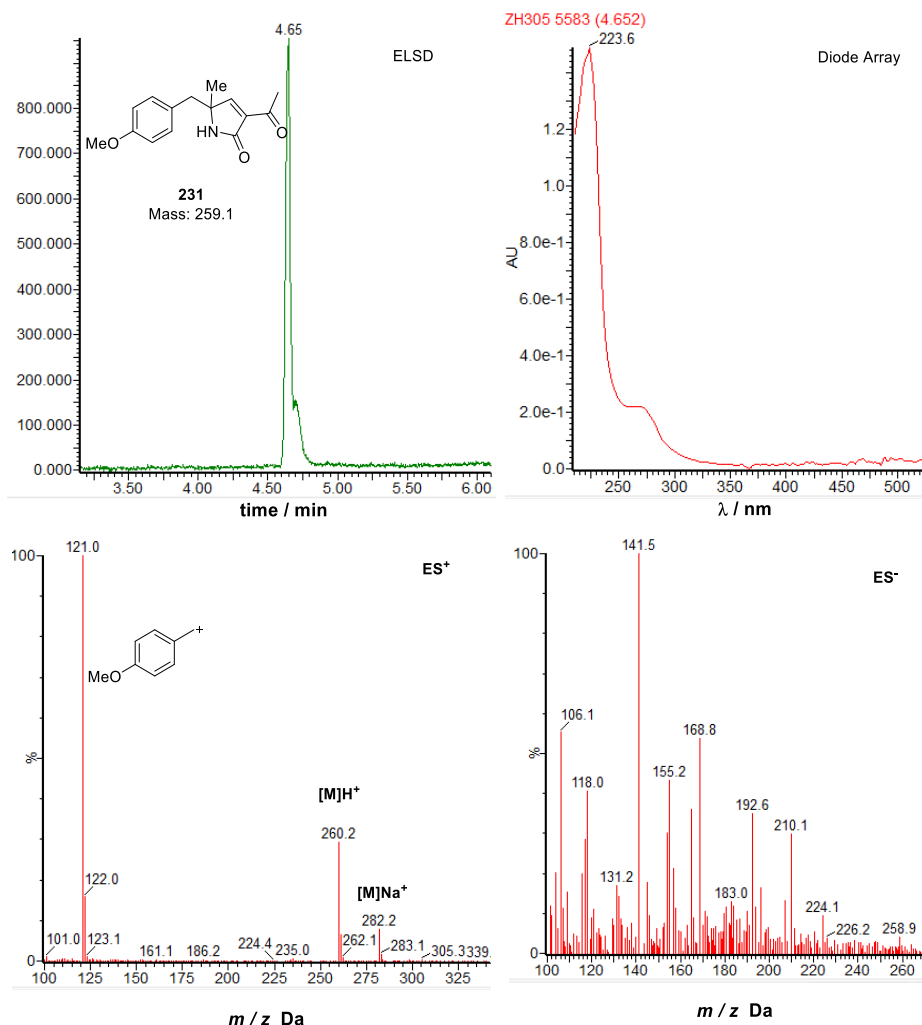 4.65
ELSD
800.000
700.000
600.000
500.000
400.000
300.000
200.000
100.000
0.000
Me
HN
O
O
MeO
231
Mass: 259.1
3.50 4.00 4.50 5.00 5.50 6.00
time / min
ZH305 5583 (4.652)
223.6
Diode Array
AU
1.2
1.0
8.0e-1
6.0e-1
4.0e-1
2.0e-1
0.0
250 300 350 400 450 500
λ / nm
100
%
0
121.0
ES+
+
MeO
[M]H+
260.2
[M]Na+
282.2
122.0
101.0
123.1
161.1
186.2
224.4
235.0
262.1
283.1
305.3
339.
100 125 150 175 200 225 250 275 300 325
m / z Da
100
%
0
141.5
ES-
106.1
118.0
131.2
155.2
168.8
183.0
192.6
210.1
224.1
226.2
258.9
100 120 140 160 180 200 220 240 260
m / z Da